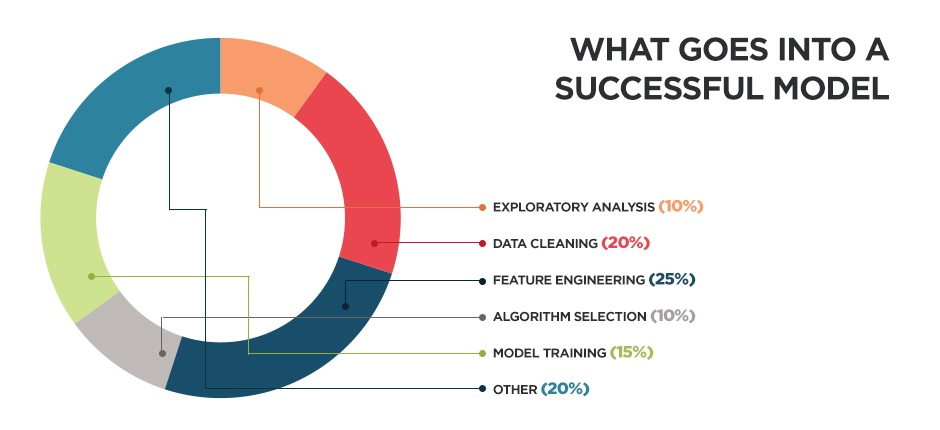 WHAT GOES INTO A
SUCCESSFUL MODEL
EXPLORATORY ANALYSIS (10%)
DATA CLEANING (20%)
FEATURE ENGINEERING (25%)
ALGORITHM SELECTION (10%)
MODEL TRAINING (15%)
OTHER (20%)